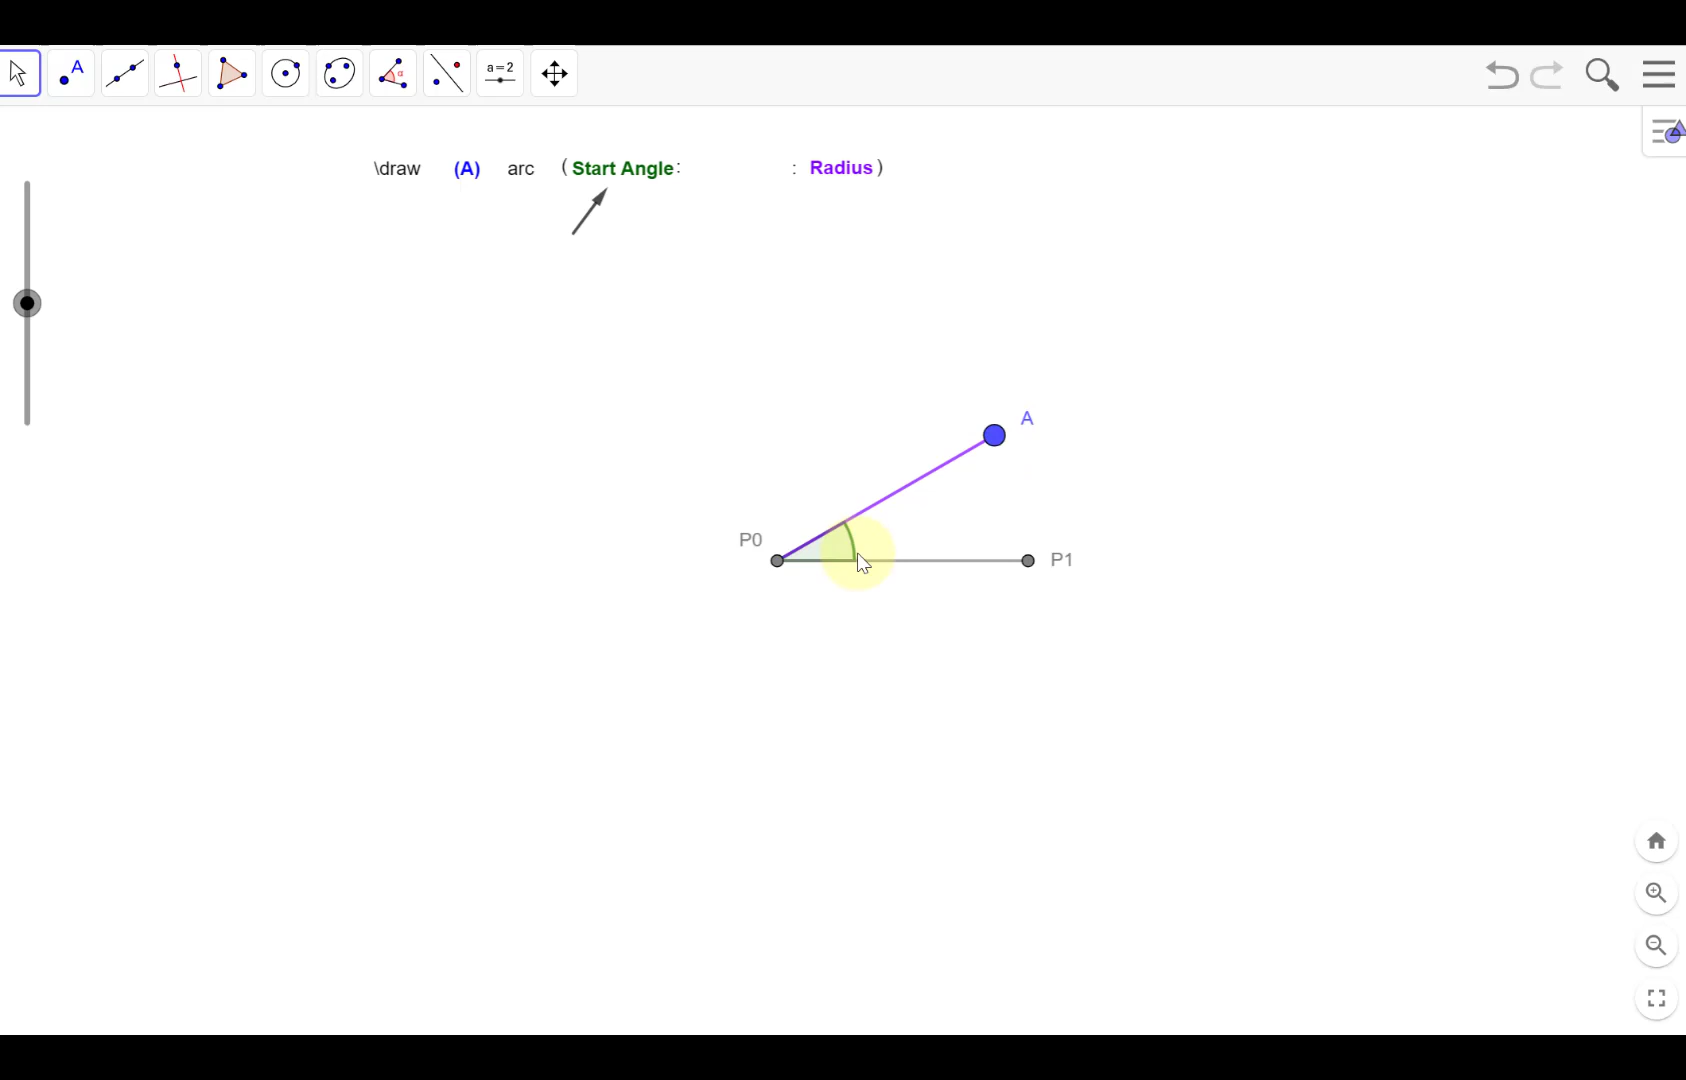 A
α
a = 2
\draw (A) arc (Start Angle: : Radius)
A
P0
P1